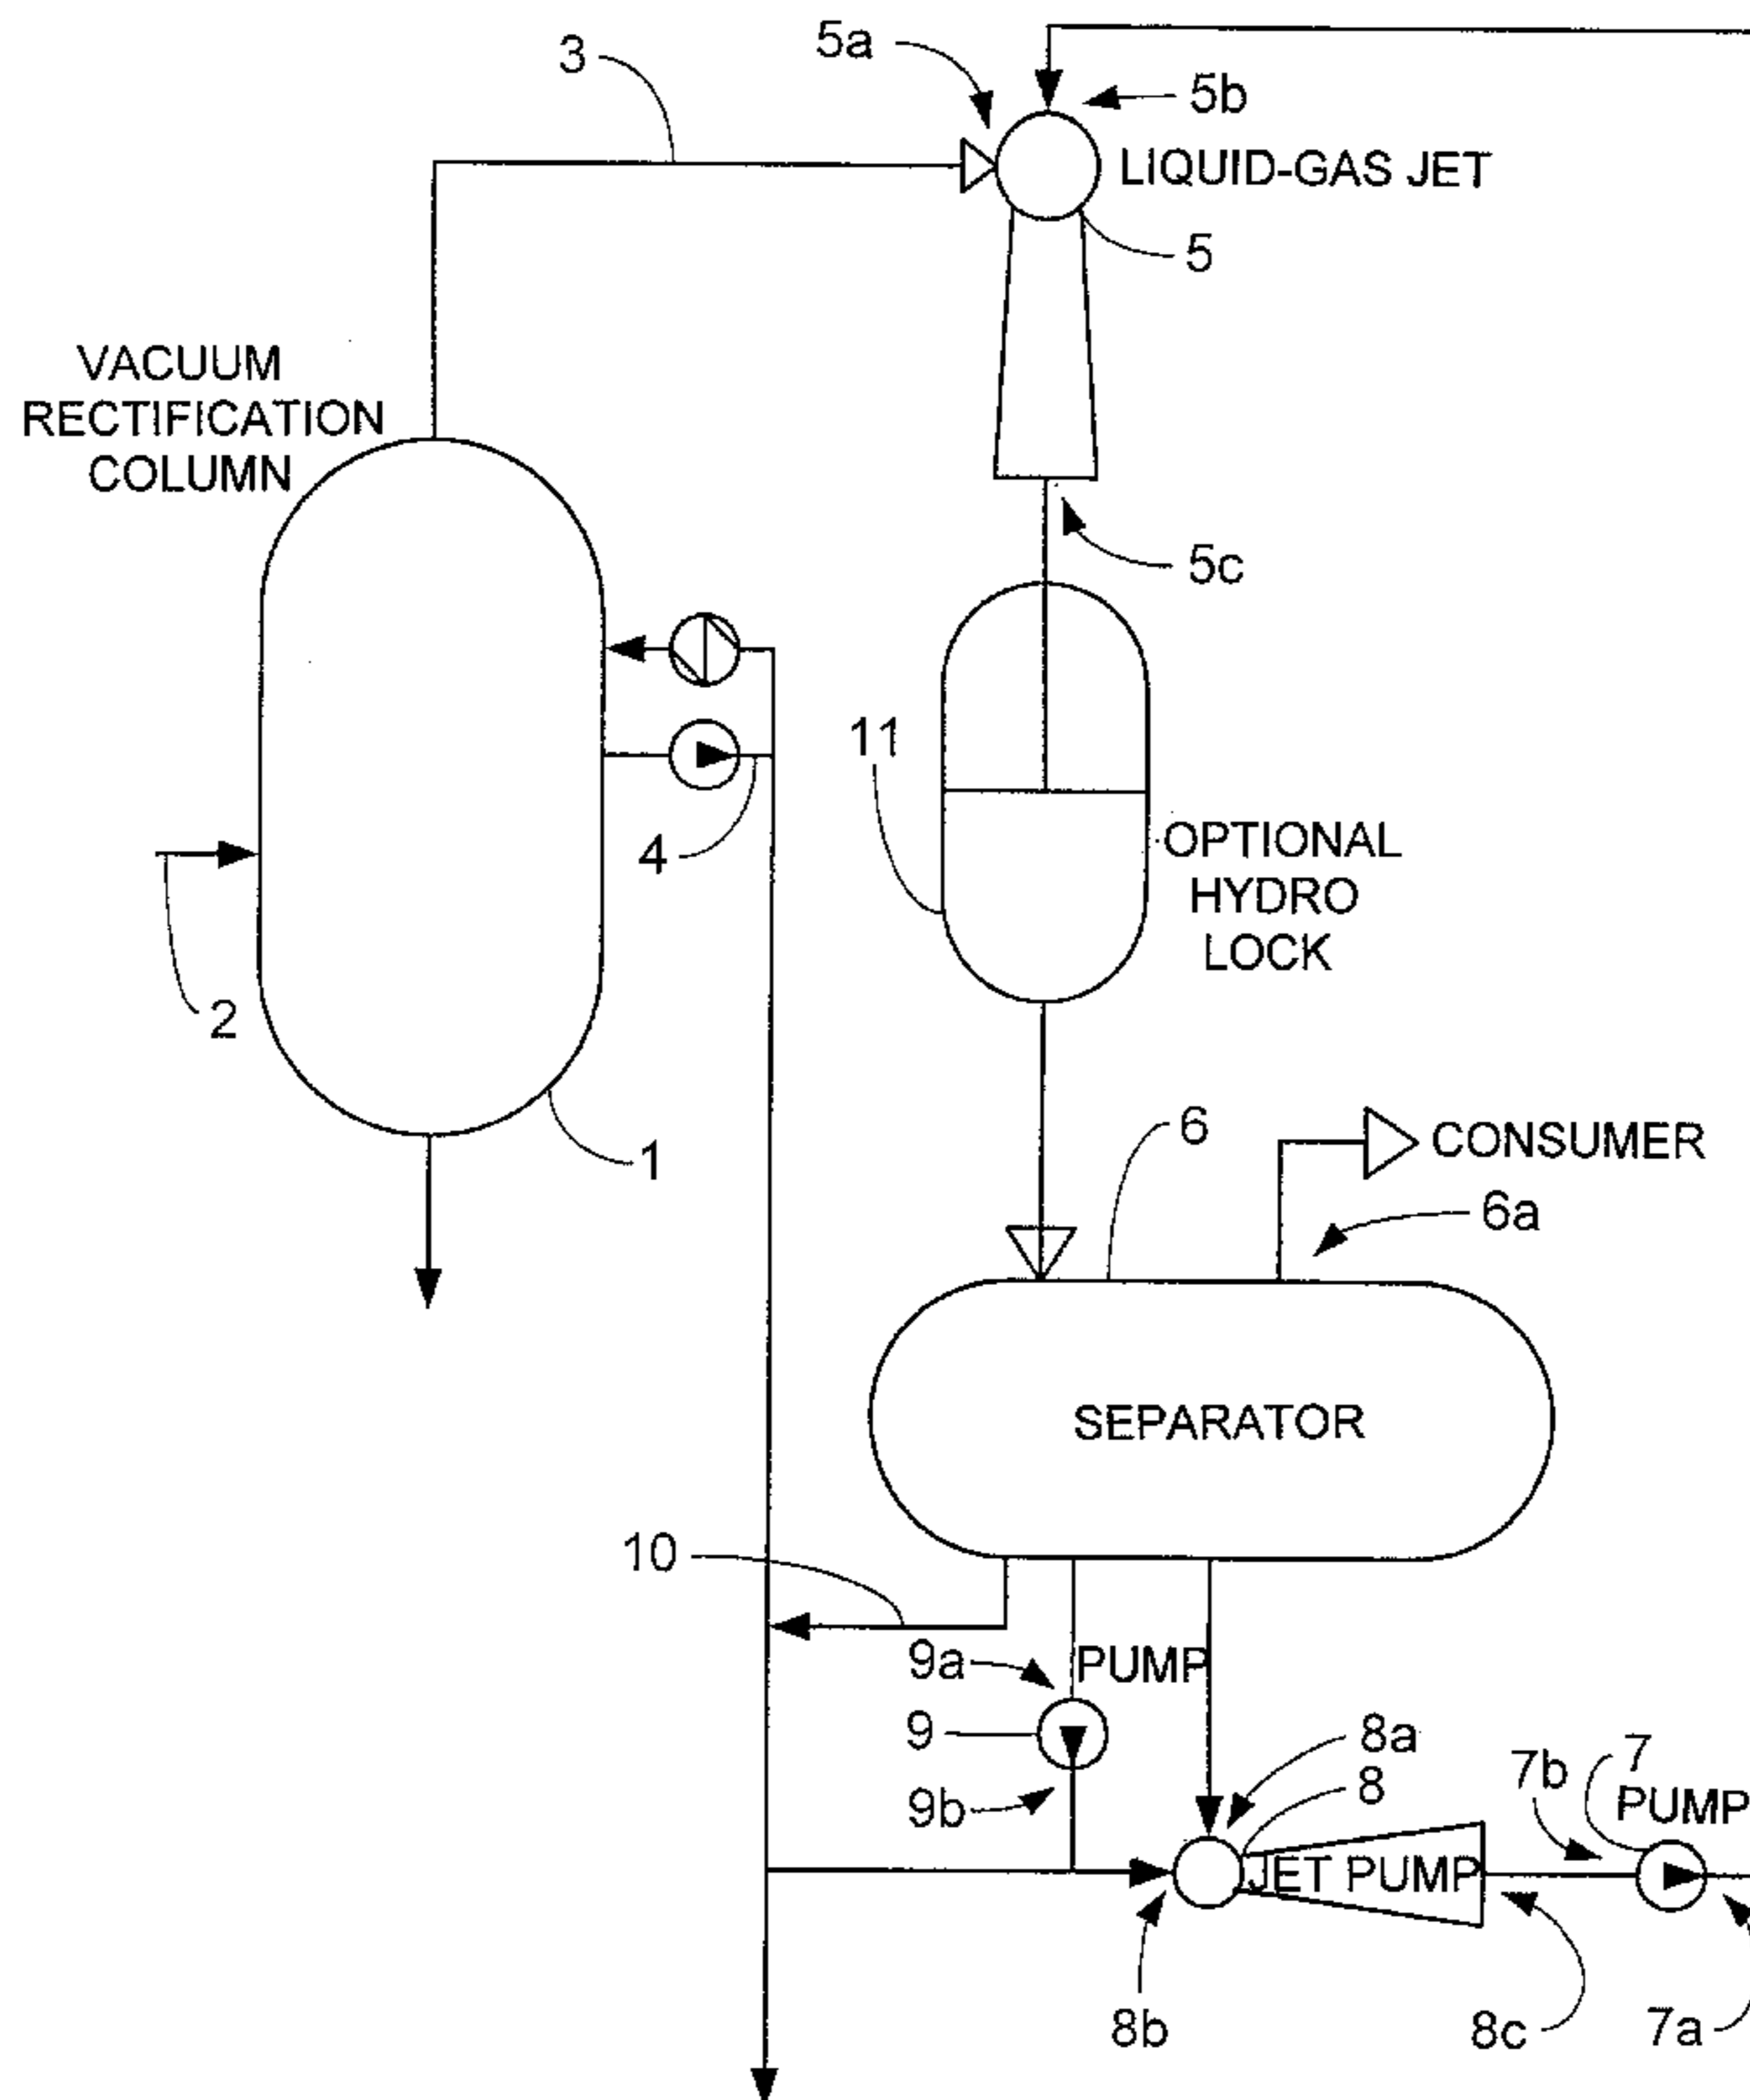 3
5a
5b
LIQUID-GAS JET
5
VACUUM
RECTIFICATION
COLUMN
5c
11
4
OPTIONAL
HYDRO
LOCK
2
1
6
CONSUMER
6a
SEPARATOR
10
9a
PUMP
9
8a
8
7b
7
PUMP
9b
JET PUMP
8b
8c
7a